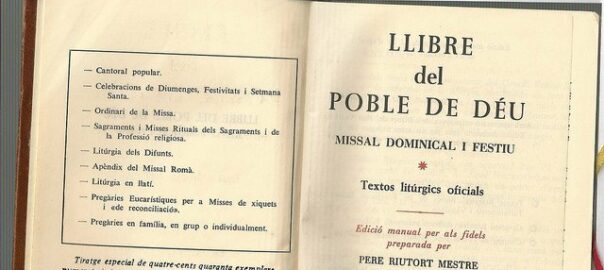 — Cantoral popular.
— Celebracions de Diumenges, Festivitats i Setmana
Santa.
— Ordinari de la Missa.
— Sagraments i Misses Rituals dels Sagraments i de
la Professió religiosa.
— Litúrgia dels Difunts.
— Apèndix del Missal Romà.
— Litúrgia en llatí.
— Pregàries Eucarístiques per a Misses de xiquets
i «de reconciliació».
— Pregàries en família, en grup o individualment.
Tiratge especial de quatre-cents quaranta exemplars
LLIBRE
del
POBLE DE DÉU
MISSAL DOMINICAL I FESTIU
*
Textos litúrgics oficials
Edició manual per als fidels
preparada per
PERE RIUTORT MESTRE